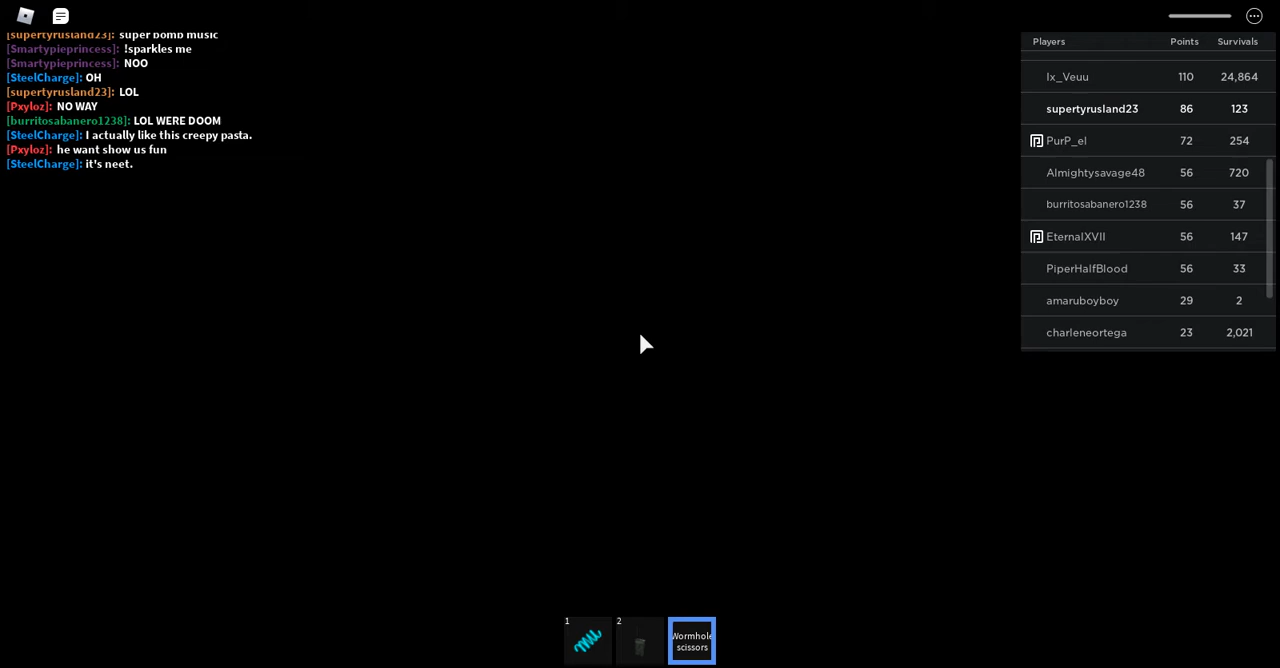 [supertyrusland23]: super bomb music
[Smartypieprincess]: !sparkles me
[Smartypieprincess]: NOO
[SteelCharge]: OH
[supertyrusland23]: LOL
[Pxyloz]: NO WAY
[burritosabanero1238]: LOL WERE DOOM
[SteelCharge]: I actually like this creepy pasta.
[Pxyloz]: he want show us fun
[SteelCharge]: it's neet.
Players Points Survivals
Ix_Veuu 110 24,864
supertyrusland23 86 123
PurP_el 72 254
Almightysavage48 56 720
burritosabanero1238 56 37
EternalXVII 56 147
PiperHalfBlood 56 33
amaruboyboy 29 2
charleneortega 23 2,021
1 2
Wormhole
scissors